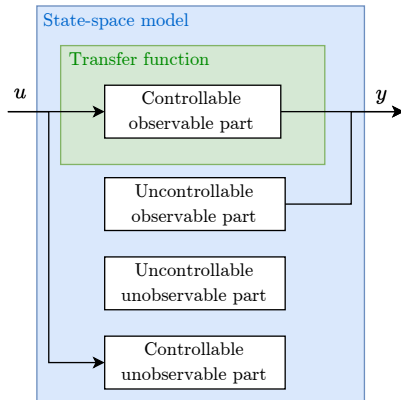 State-space model
Transfer function
u
Controllable
observable part
y
Uncontrollable
observable part
Uncontrollable
unobservable part
Controllable
unobservable part